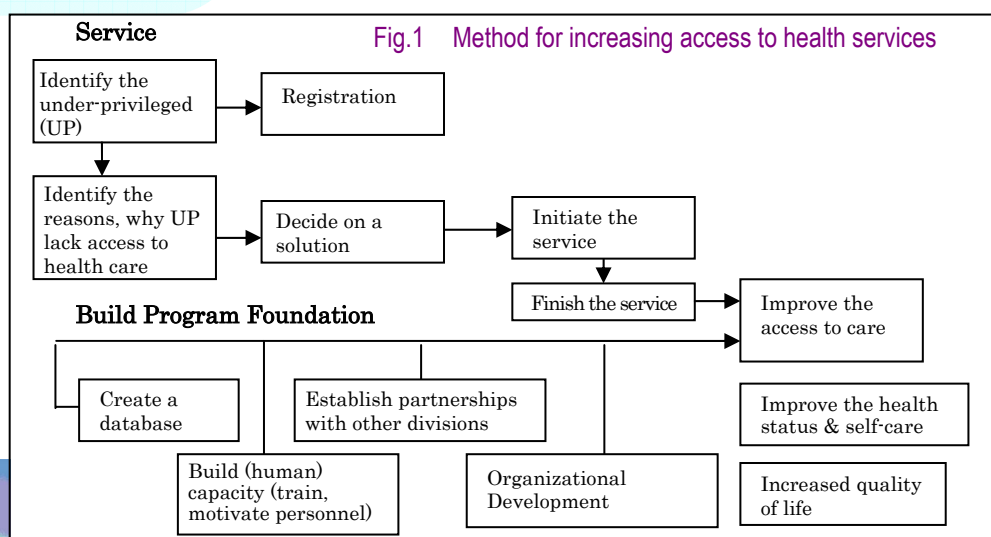 Service
Fig.1 Method for increasing access to health services
Identify the
under-privileged
(UP)
Registration
Identify the
reasons, why UP
lack access to
health care
Decide on a
solution
Initiate the
service
Finish the service
Improve the
access to care
Build Program Foundation
Create a
database
Establish partnerships
with other divisions
Improve the health
status & self-care
Build (human)
capacity (train,
motivate personnel)
Organizational
Development
Increased quality
of life